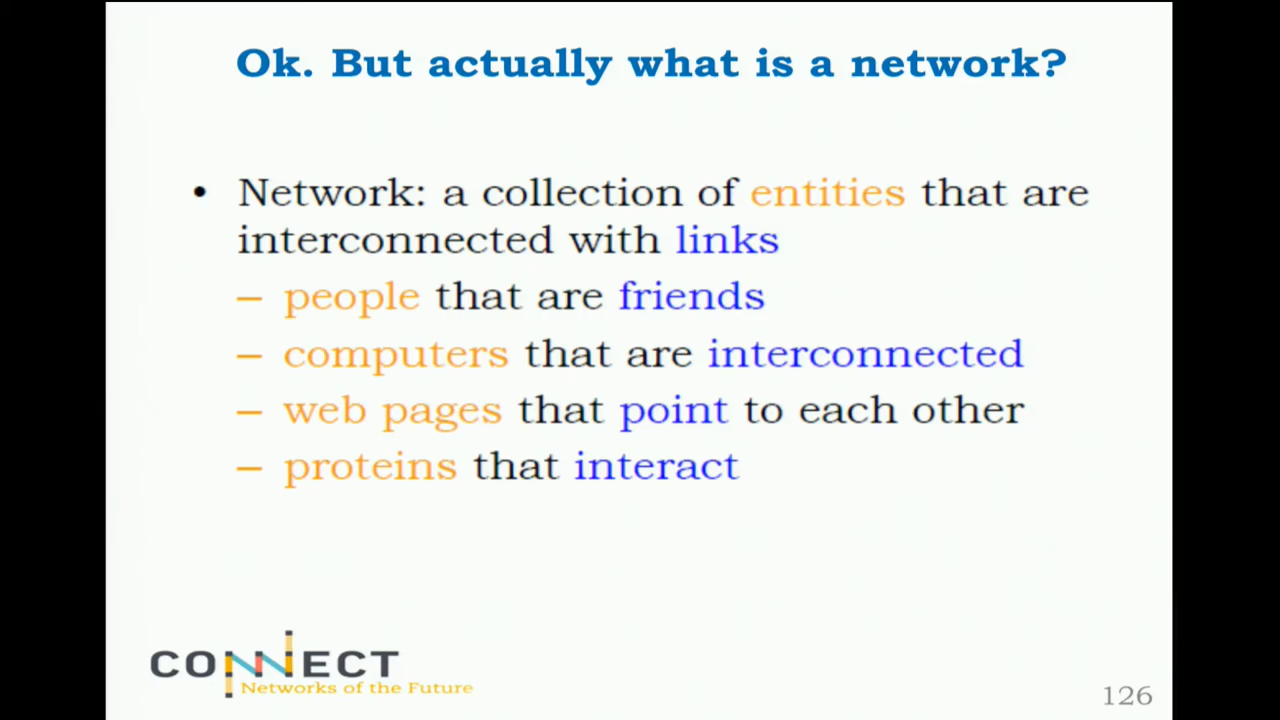 Ok. But actually what is a network?
• Network: a collection of entities that are
interconnected with links
– people that are friends
– computers that are interconnected
– web pages that point to each other
– proteins that interact
CONNECT
Networks of the Future
126